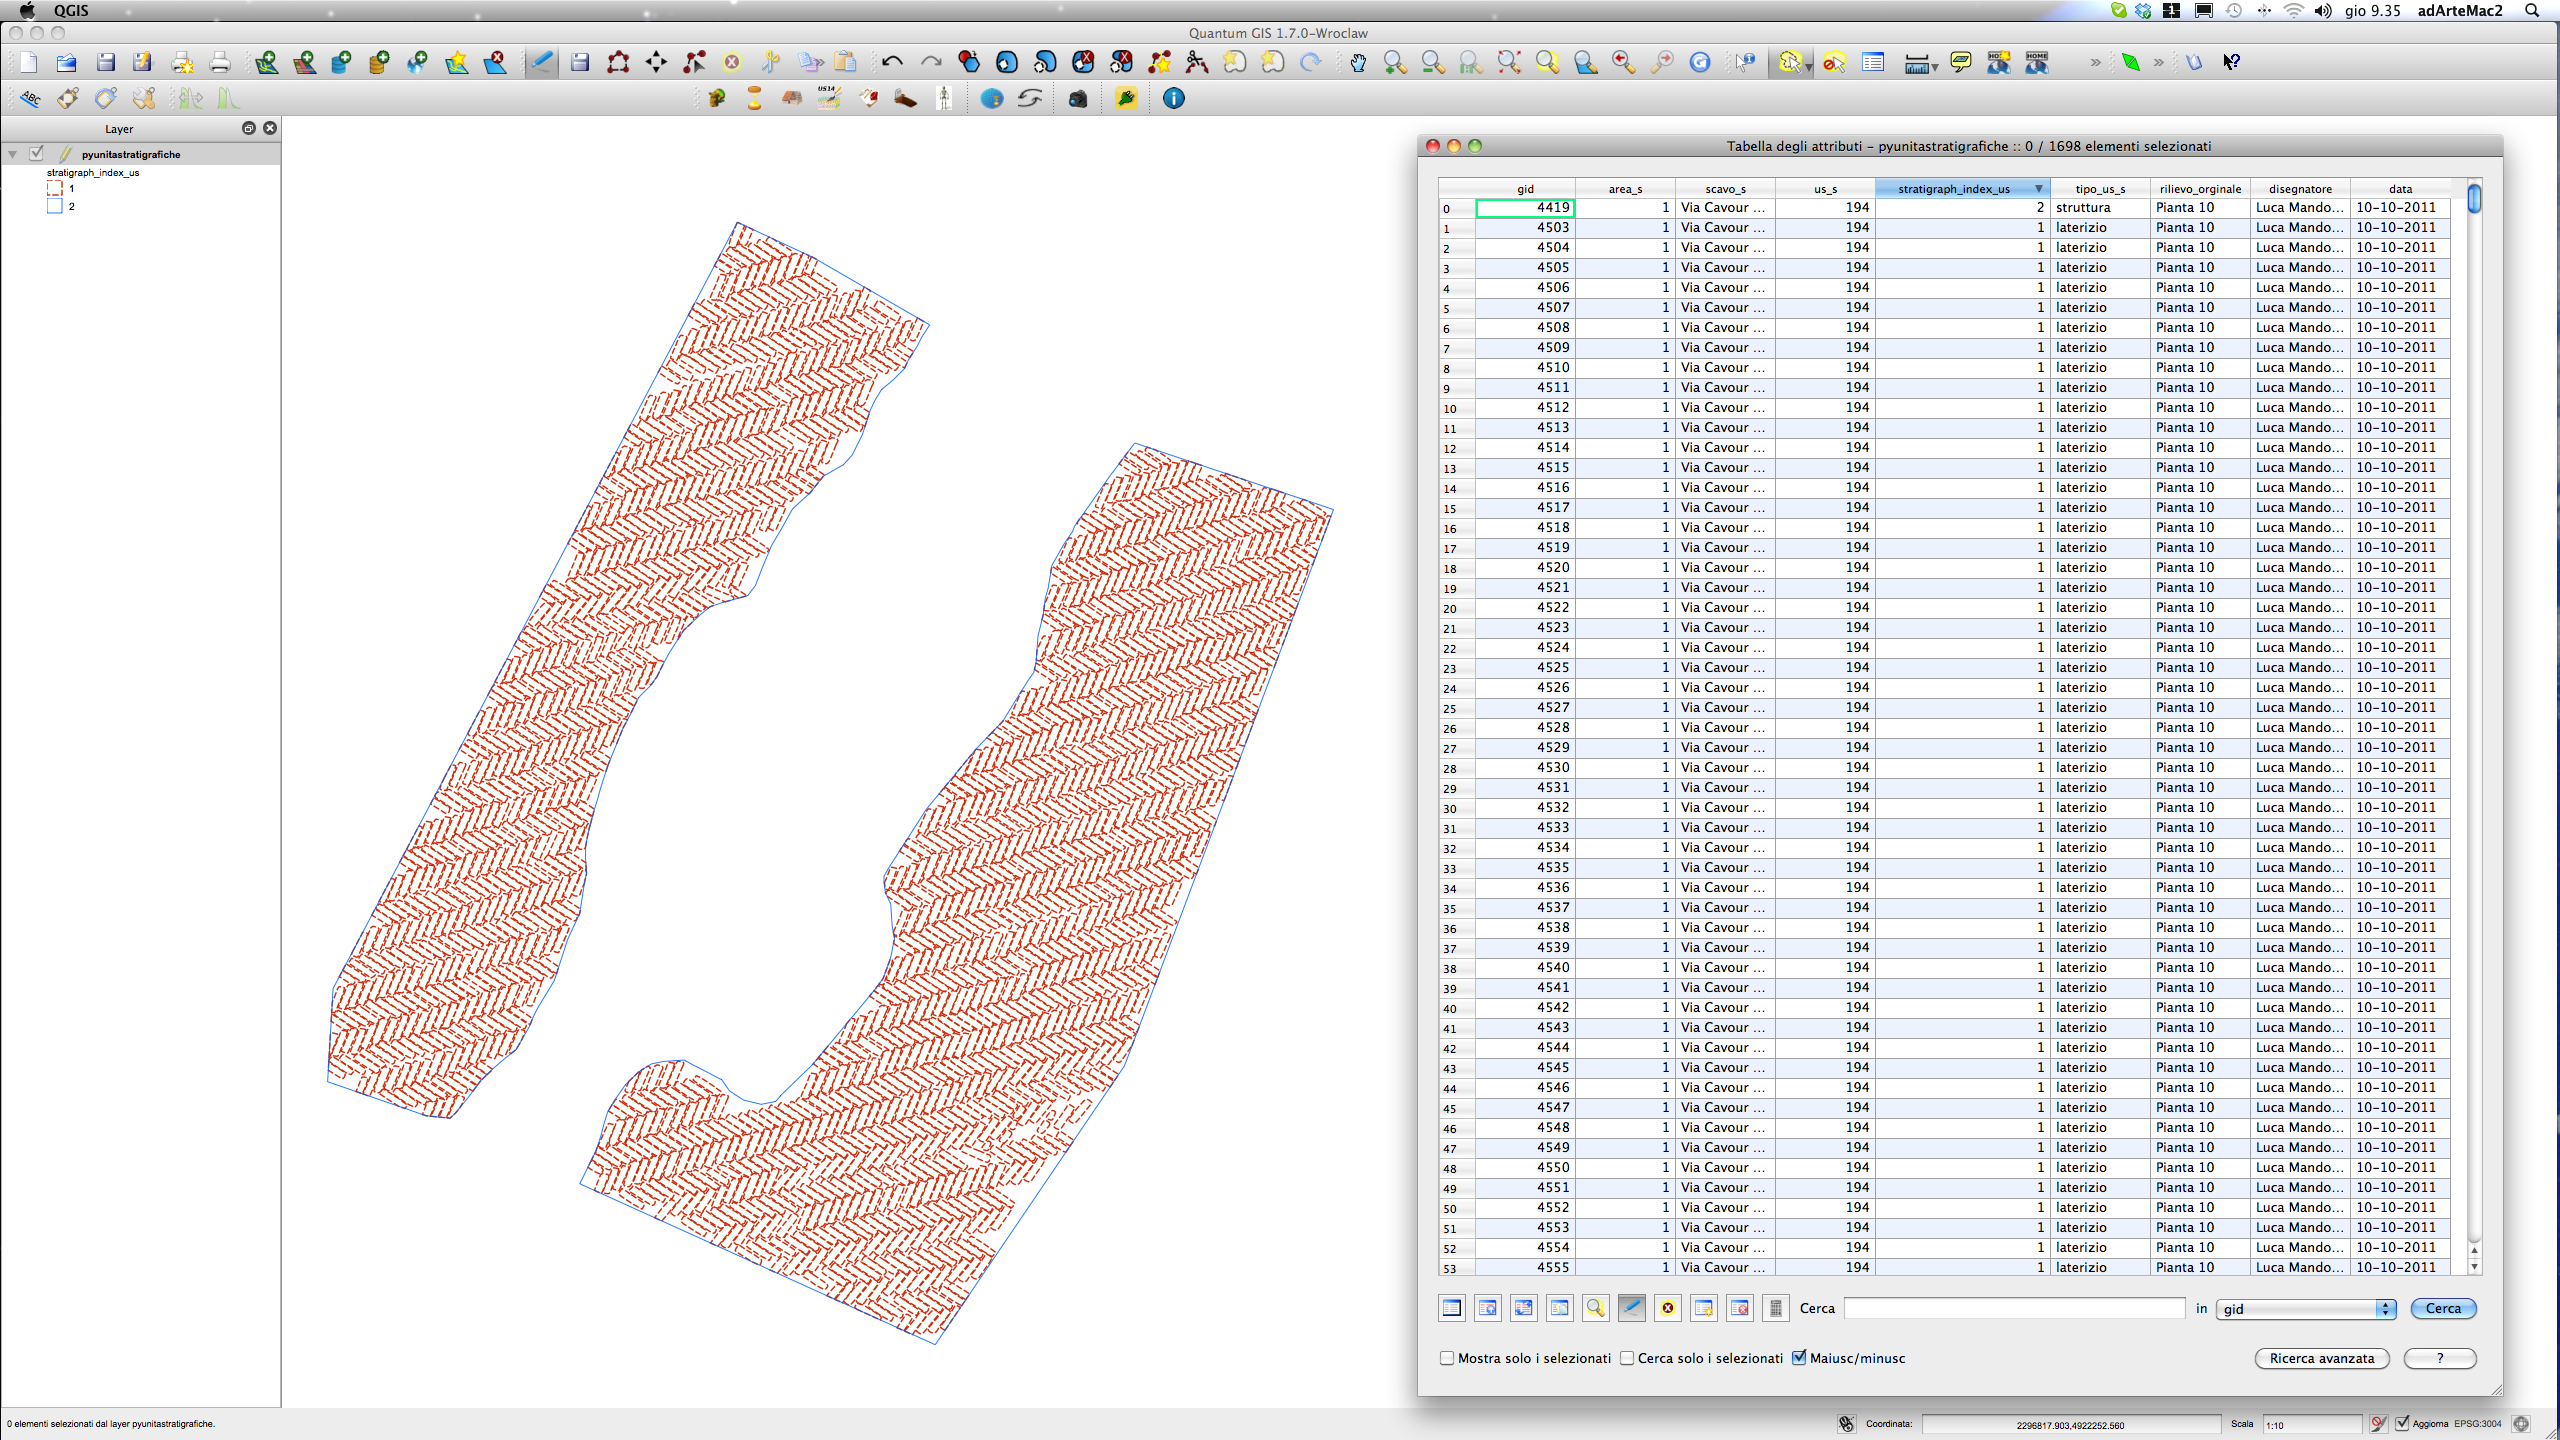 QGIS
gio 9.35 adArteMac2
Quantum GIS 1.7.0-Wroclaw
ABC
US14
Layer
pyunitastratigrafiche
stratigraph_index_us
1
2
Tabella degli attributi - pyunitastratigrafiche :: 0 / 1698 elementi selezionati
gid area_s scavo_s us_s stratigraph_index_us tipo_us_s rilievo_orginale disegnatore data
0 4419 1 Via Cavour ... 194 2 struttura Pianta 10 Luca Mando... 10-10-2011
1 4503 1 Via Cavour ... 194 1 laterizio Pianta 10 Luca Mando... 10-10-2011
2 4504 1 Via Cavour ... 194 1 laterizio Pianta 10 Luca Mando... 10-10-2011
3 4505 1 Via Cavour ... 194 1 laterizio Pianta 10 Luca Mando... 10-10-2011
4 4506 1 Via Cavour ... 194 1 laterizio Pianta 10 Luca Mando... 10-10-2011
5 4507 1 Via Cavour ... 194 1 laterizio Pianta 10 Luca Mando... 10-10-2011
6 4508 1 Via Cavour ... 194 1 laterizio Pianta 10 Luca Mando... 10-10-2011
7 4509 1 Via Cavour ... 194 1 laterizio Pianta 10 Luca Mando... 10-10-2011
8 4510 1 Via Cavour ... 194 1 laterizio Pianta 10 Luca Mando... 10-10-2011
9 4511 1 Via Cavour ... 194 1 laterizio Pianta 10 Luca Mando... 10-10-2011
10 4512 1 Via Cavour ... 194 1 laterizio Pianta 10 Luca Mando... 10-10-2011
11 4513 1 Via Cavour ... 194 1 laterizio Pianta 10 Luca Mando... 10-10-2011
12 4514 1 Via Cavour ... 194 1 laterizio Pianta 10 Luca Mando... 10-10-2011
13 4515 1 Via Cavour ... 194 1 laterizio Pianta 10 Luca Mando... 10-10-2011
14 4516 1 Via Cavour ... 194 1 laterizio Pianta 10 Luca Mando... 10-10-2011
15 4517 1 Via Cavour ... 194 1 laterizio Pianta 10 Luca Mando... 10-10-2011
16 4518 1 Via Cavour ... 194 1 laterizio Pianta 10 Luca Mando... 10-10-2011
17 4519 1 Via Cavour ... 194 1 laterizio Pianta 10 Luca Mando... 10-10-2011
18 4520 1 Via Cavour ... 194 1 laterizio Pianta 10 Luca Mando... 10-10-2011
19 4521 1 Via Cavour ... 194 1 laterizio Pianta 10 Luca Mando... 10-10-2011
20 4522 1 Via Cavour ... 194 1 laterizio Pianta 10 Luca Mando... 10-10-2011
21 4523 1 Via Cavour ... 194 1 laterizio Pianta 10 Luca Mando... 10-10-2011
22 4524 1 Via Cavour ... 194 1 laterizio Pianta 10 Luca Mando... 10-10-2011
23 4525 1 Via Cavour ... 194 1 laterizio Pianta 10 Luca Mando... 10-10-2011
24 4526 1 Via Cavour ... 194 1 laterizio Pianta 10 Luca Mando... 10-10-2011
25 4527 1 Via Cavour ... 194 1 laterizio Pianta 10 Luca Mando... 10-10-2011
26 4528 1 Via Cavour ... 194 1 laterizio Pianta 10 Luca Mando... 10-10-2011
27 4529 1 Via Cavour ... 194 1 laterizio Pianta 10 Luca Mando... 10-10-2011
28 4530 1 Via Cavour ... 194 1 laterizio Pianta 10 Luca Mando... 10-10-2011
29 4531 1 Via Cavour ... 194 1 laterizio Pianta 10 Luca Mando... 10-10-2011
30 4532 1 Via Cavour ... 194 1 laterizio Pianta 10 Luca Mando... 10-10-2011
31 4533 1 Via Cavour ... 194 1 laterizio Pianta 10 Luca Mando... 10-10-2011
32 4534 1 Via Cavour ... 194 1 laterizio Pianta 10 Luca Mando... 10-10-2011
33 4535 1 Via Cavour ... 194 1 laterizio Pianta 10 Luca Mando... 10-10-2011
34 4536 1 Via Cavour ... 194 1 laterizio Pianta 10 Luca Mando... 10-10-2011
35 4537 1 Via Cavour ... 194 1 laterizio Pianta 10 Luca Mando... 10-10-2011
36 4538 1 Via Cavour ... 194 1 laterizio Pianta 10 Luca Mando... 10-10-2011
37 4539 1 Via Cavour ... 194 1 laterizio Pianta 10 Luca Mando... 10-10-2011
38 4540 1 Via Cavour ... 194 1 laterizio Pianta 10 Luca Mando... 10-10-2011
39 4541 1 Via Cavour ... 194 1 laterizio Pianta 10 Luca Mando... 10-10-2011
40 4542 1 Via Cavour ... 194 1 laterizio Pianta 10 Luca Mando... 10-10-2011
41 4543 1 Via Cavour ... 194 1 laterizio Pianta 10 Luca Mando... 10-10-2011
42 4544 1 Via Cavour ... 194 1 laterizio Pianta 10 Luca Mando... 10-10-2011
43 4545 1 Via Cavour ... 194 1 laterizio Pianta 10 Luca Mando... 10-10-2011
44 4546 1 Via Cavour ... 194 1 laterizio Pianta 10 Luca Mando... 10-10-2011
45 4547 1 Via Cavour ... 194 1 laterizio Pianta 10 Luca Mando... 10-10-2011
46 4548 1 Via Cavour ... 194 1 laterizio Pianta 10 Luca Mando... 10-10-2011
47 4549 1 Via Cavour ... 194 1 laterizio Pianta 10 Luca Mando... 10-10-2011
48 4550 1 Via Cavour ... 194 1 laterizio Pianta 10 Luca Mando... 10-10-2011
49 4551 1 Via Cavour ... 194 1 laterizio Pianta 10 Luca Mando... 10-10-2011
50 4552 1 Via Cavour ... 194 1 laterizio Pianta 10 Luca Mando... 10-10-2011
51 4553 1 Via Cavour ... 194 1 laterizio Pianta 10 Luca Mando... 10-10-2011
52 4554 1 Via Cavour ... 194 1 laterizio Pianta 10 Luca Mando... 10-10-2011
53 4555 1 Via Cavour ... 194 1 laterizio Pianta 10 Luca Mando... 10-10-2011
Cerca in gid Cerca
Mostra solo i selezionati Cerca solo i selezionati Maiusc/minusc Ricerca avanzata ?
0 elementi selezionati dal layer pyunitastratigrafiche.
Coordinata: 2296817.903,4922252.560 Scala 1:10 Aggiorna EPSG:3004